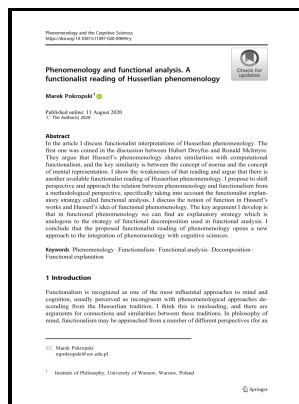 Phenomenology and the Cognitive Sciences
https://doi.org/10.1007/s11097-020-09699-y
Check for
updates
Phenomenology and functional analysis. A
functionalist reading of Husserlian phenomenology
Marek Pokropski¹
Published online: 11 August 2020
© The Author(s) 2020
Abstract
In the article I discuss functionalist interpretations of Husserlian phenomenology. The
first one was coined in the discussion between Hubert Dreyfus and Ronald McIntyre.
They argue that Husserl's phenomenology shares similarities with computational
functionalism, and the key similarity is between the concept of noema and the concept
of mental representation. I show the weaknesses of that reading and argue that there is
another available functionalist reading of Husserlian phenomenology. I propose to shift
perspective and approach the relation between phenomenology and functionalism from
a methodological perspective, specifically taking into account the functionalist explan-
atory strategy called functional analysis. I discuss the notion of function in Husserl's
works and Husserl's idea of functional phenomenology. The key argument I develop is
that in functional phenomenology we can find an explanatory strategy which is
analogous to the strategy of functional decomposition used in functional analysis. I
conclude that the proposed functionalist reading of phenomenology opens a new
approach to the integration of phenomenology with cognitive sciences.
Keywords Phenomenology · Functionalism · Functional analysis · Decomposition ·
Functional explanation
1 Introduction
Functionalism is recognized as one of the most influential approaches to mind and
cognition, usually perceived as incongruent with phenomenological approaches de-
scending from the Husserlian tradition. I think this is misleading, and there are
arguments for connections and similarities between these traditions. In philosophy of
mind, functionalism may be approached from a number of different perspectives (for an
Marek Pokropski
mpokropski@uw.edu.pl
1 Institute of Philosophy, University of Warsaw, Warsaw, Poland
Springer